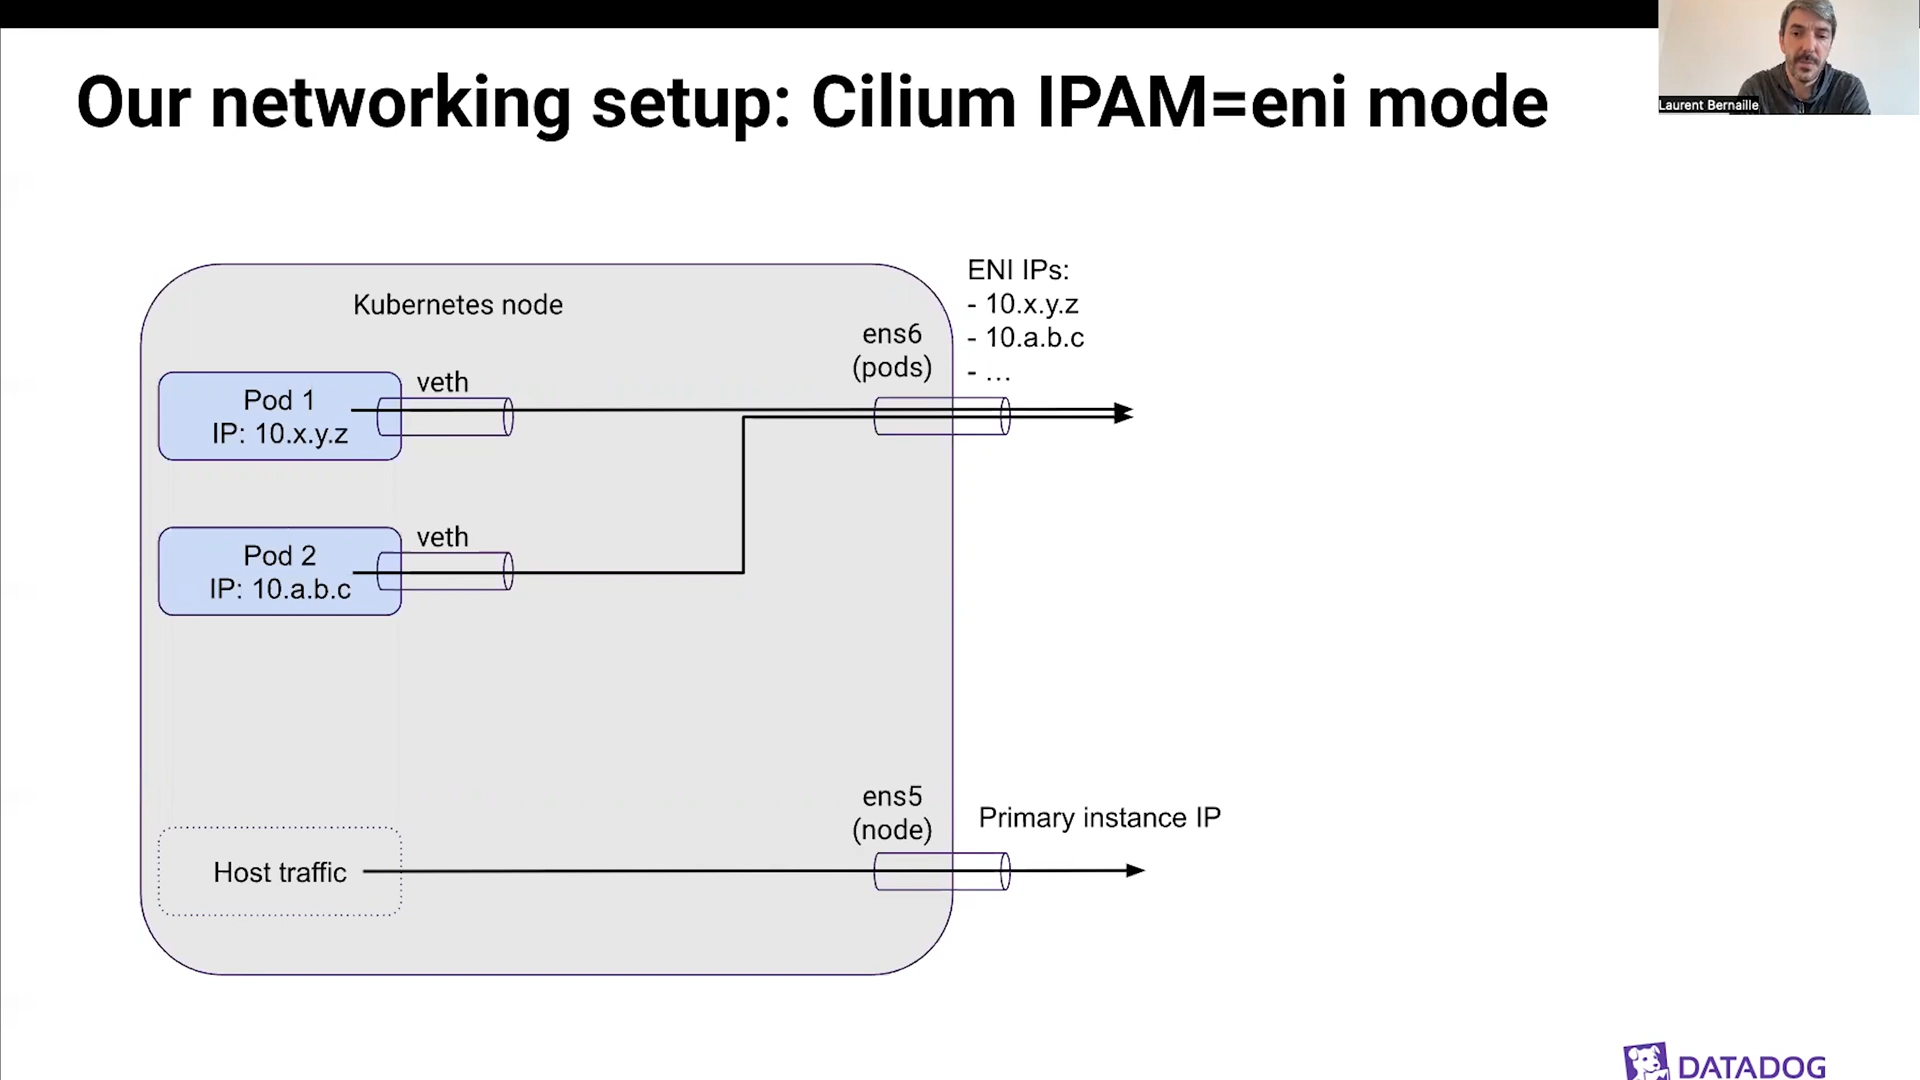 Our networking setup: Cilium IPAM=eni mode
Laurent Bernaille
ENI IPs:
- 10.x.y.z
- 10.a.b.c
- ...
Kubernetes node
ens6
(pods)
veth
Pod 1
IP: 10.x.y.z
veth
Pod 2
IP: 10.a.b.c
ens5
(node)
Primary instance IP
Host traffic
DATADOG